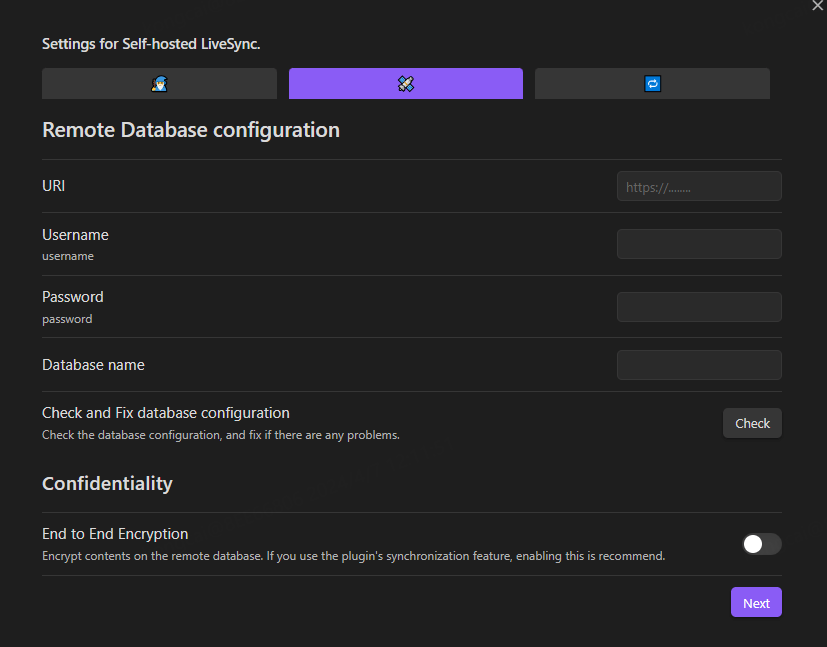 Settings for Self-hosted LiveSync.
Remote Database configuration
URI
https://........
Username
username
Password
password
Database name
Check and Fix database configuration
Check the database configuration, and fix if there are any problems.
Check
Confidentiality
End to End Encryption
Encrypt contents on the remote database. If you use the plugin's synchronization feature, enabling this is recommend.
Next